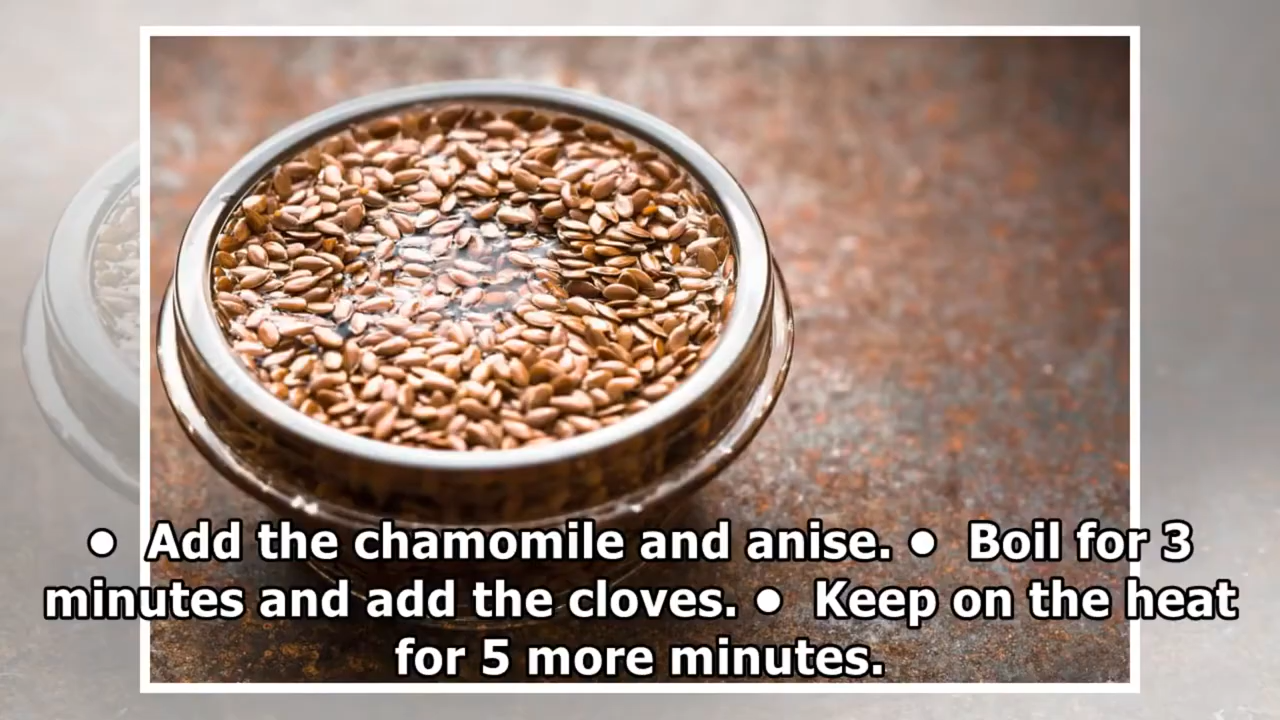 ● Add the chamomile and anise. ● Boil for 3
minutes and add the cloves. ● Keep on the heat
for 5 more minutes.